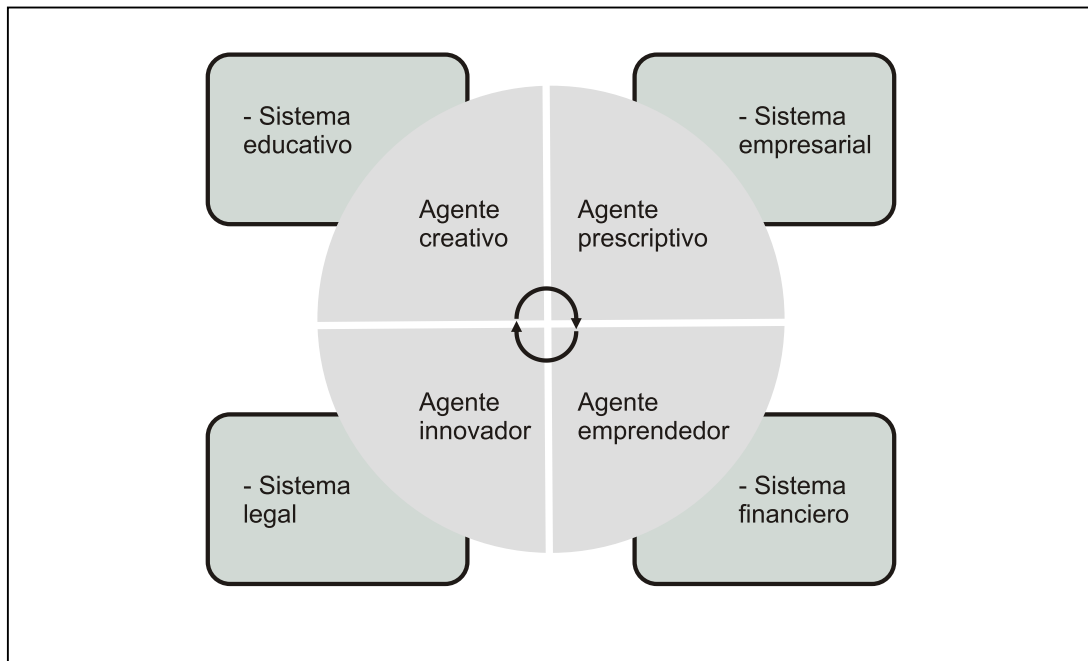 - Sistema
educativo
- Sistema
empresarial
Agente
creativo
Agente
prescriptivo
Agente
innovador
Agente
emprendedor
- Sistema
legal
- Sistema
financiero